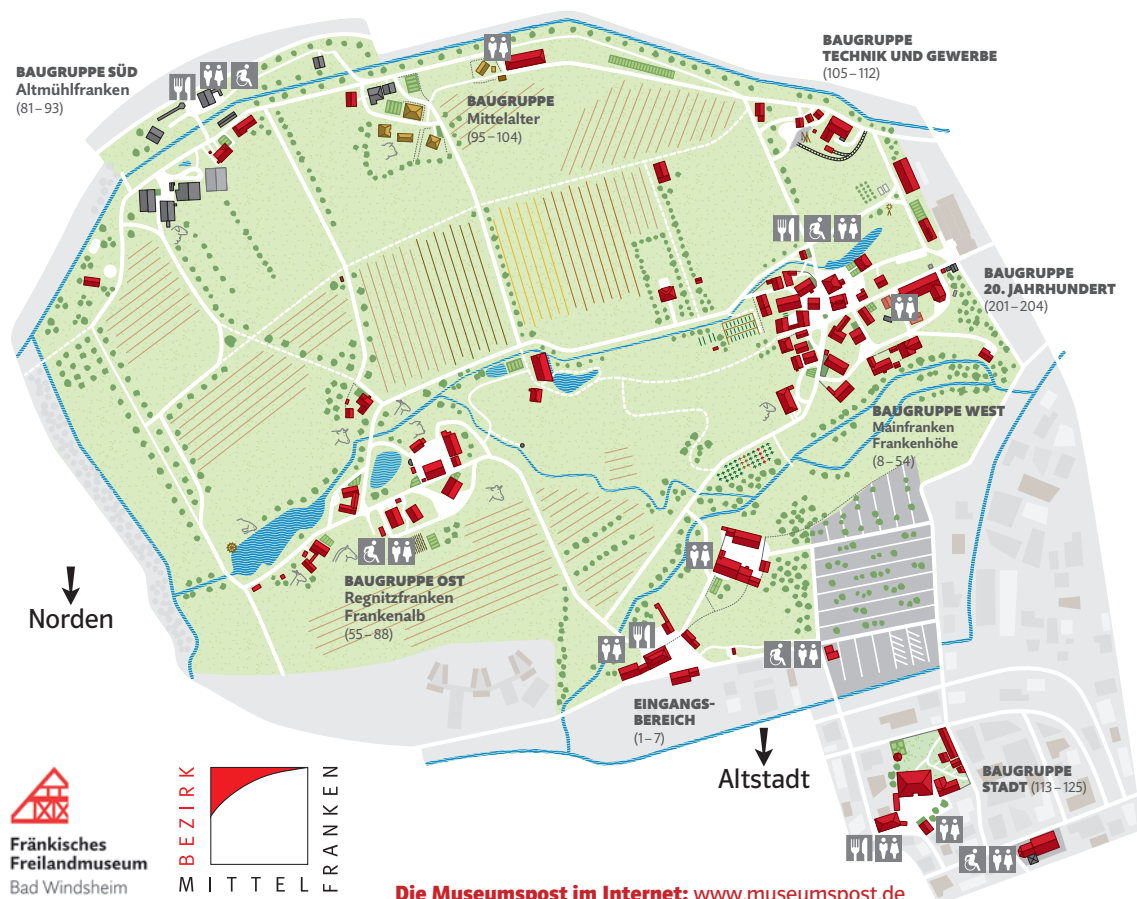 BAUGRUPPE SÜD
Altmühlfranken
(81–93)
BAUGRUPPE
Mittelalter
(95–104)
BAUGRUPPE
TECHNIK UND GEWERBE
(105–112)
BAUGRUPPE
20. JAHRHUNDERT
(201–204)
BAUGRUPPE WEST
Mainfranken
Frankenhöhe
(8–54)
BAUGRUPPE OST
Regnitzfranken
Frankenalb
(55–88)
Norden
EINGANGS-
BEREICH
(1–7)
Altstadt
BAUGRUPPE
STADT (113–125)
Fränkisches
Freilandmuseum
Bad Windsheim
BEZIRK
MITTEL
FRANKEN
Die Museumspost im Internet: www.museumspost.de